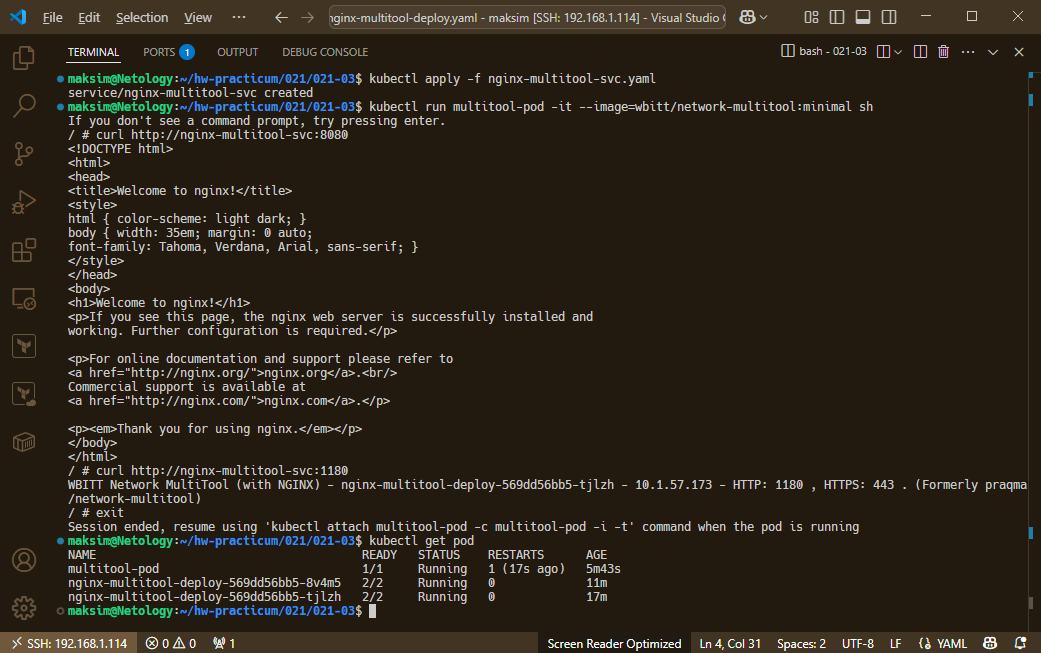 File Edit Selection View ··· nginx-multitool-deploy.yaml - maksim [SSH: 192.168.1.114] - Visual Studio
TERMINAL PORTS 1 OUTPUT DEBUG CONSOLE bash - 021-03
maksim@Netology:~/hw-practicum/021/021-03$ kubectl apply -f nginx-multitool-svc.yaml
service/nginx-multitool-svc created
maksim@Netology:~/hw-practicum/021/021-03$ kubectl run multitool-pod -it --image=wbitt/network-multitool:minimal sh
If you don't see a command prompt, try pressing enter.
/ # curl http://nginx-multitool-svc:8080
<!DOCTYPE html>
<html>
<head>
<title>Welcome to nginx!</title>
<style>
html { color-scheme: light dark; }
body { width: 35em; margin: 0 auto;
font-family: Tahoma, Verdana, Arial, sans-serif; }
</style>
</head>
<body>
<h1>Welcome to nginx!</h1>
<p>If you see this page, the nginx web server is successfully installed and
working. Further configuration is required.</p>
<p>For online documentation and support please refer to
<a href="http://nginx.org/">nginx.org</a>.<br/>
Commercial support is available at
<a href="http://nginx.com/">nginx.com</a>.</p>
<p><em>Thank you for using nginx.</em></p>
</body>
</html>
/ # curl http://nginx-multitool-svc:1180
WBITT Network MultiTool (with NGINX) - nginx-multitool-deploy-569dd56bb5-tjlzh - 10.1.57.173 - HTTP: 1180 , HTTPS: 443 . (Formerly praqma
/network-multitool)
/ # exit
Session ended, resume using 'kubectl attach multitool-pod -c multitool-pod -i -t' command when the pod is running
maksim@Netology:~/hw-practicum/021/021-03$ kubectl get pod
NAME READY STATUS RESTARTS AGE
multitool-pod 1/1 Running 1 (17s ago) 5m43s
nginx-multitool-deploy-569dd56bb5-8v4m5 2/2 Running 0 11m
nginx-multitool-deploy-569dd56bb5-tjlzh 2/2 Running 0 17m
maksim@Netology:~/hw-practicum/021/021-03$
SSH: 192.168.1.114 0 0 1 Screen Reader Optimized Ln 4, Col 31 Spaces: 2 UTF-8 LF YAML